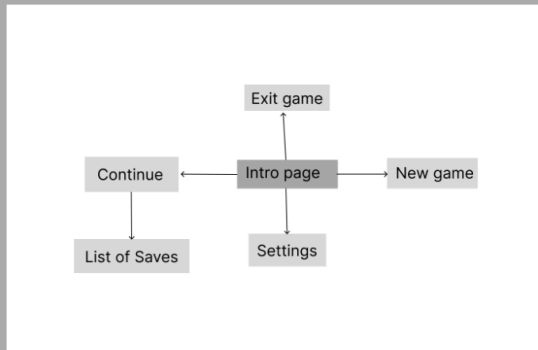 Exit game
Continue
Intro page
New game
List of Saves
Settings